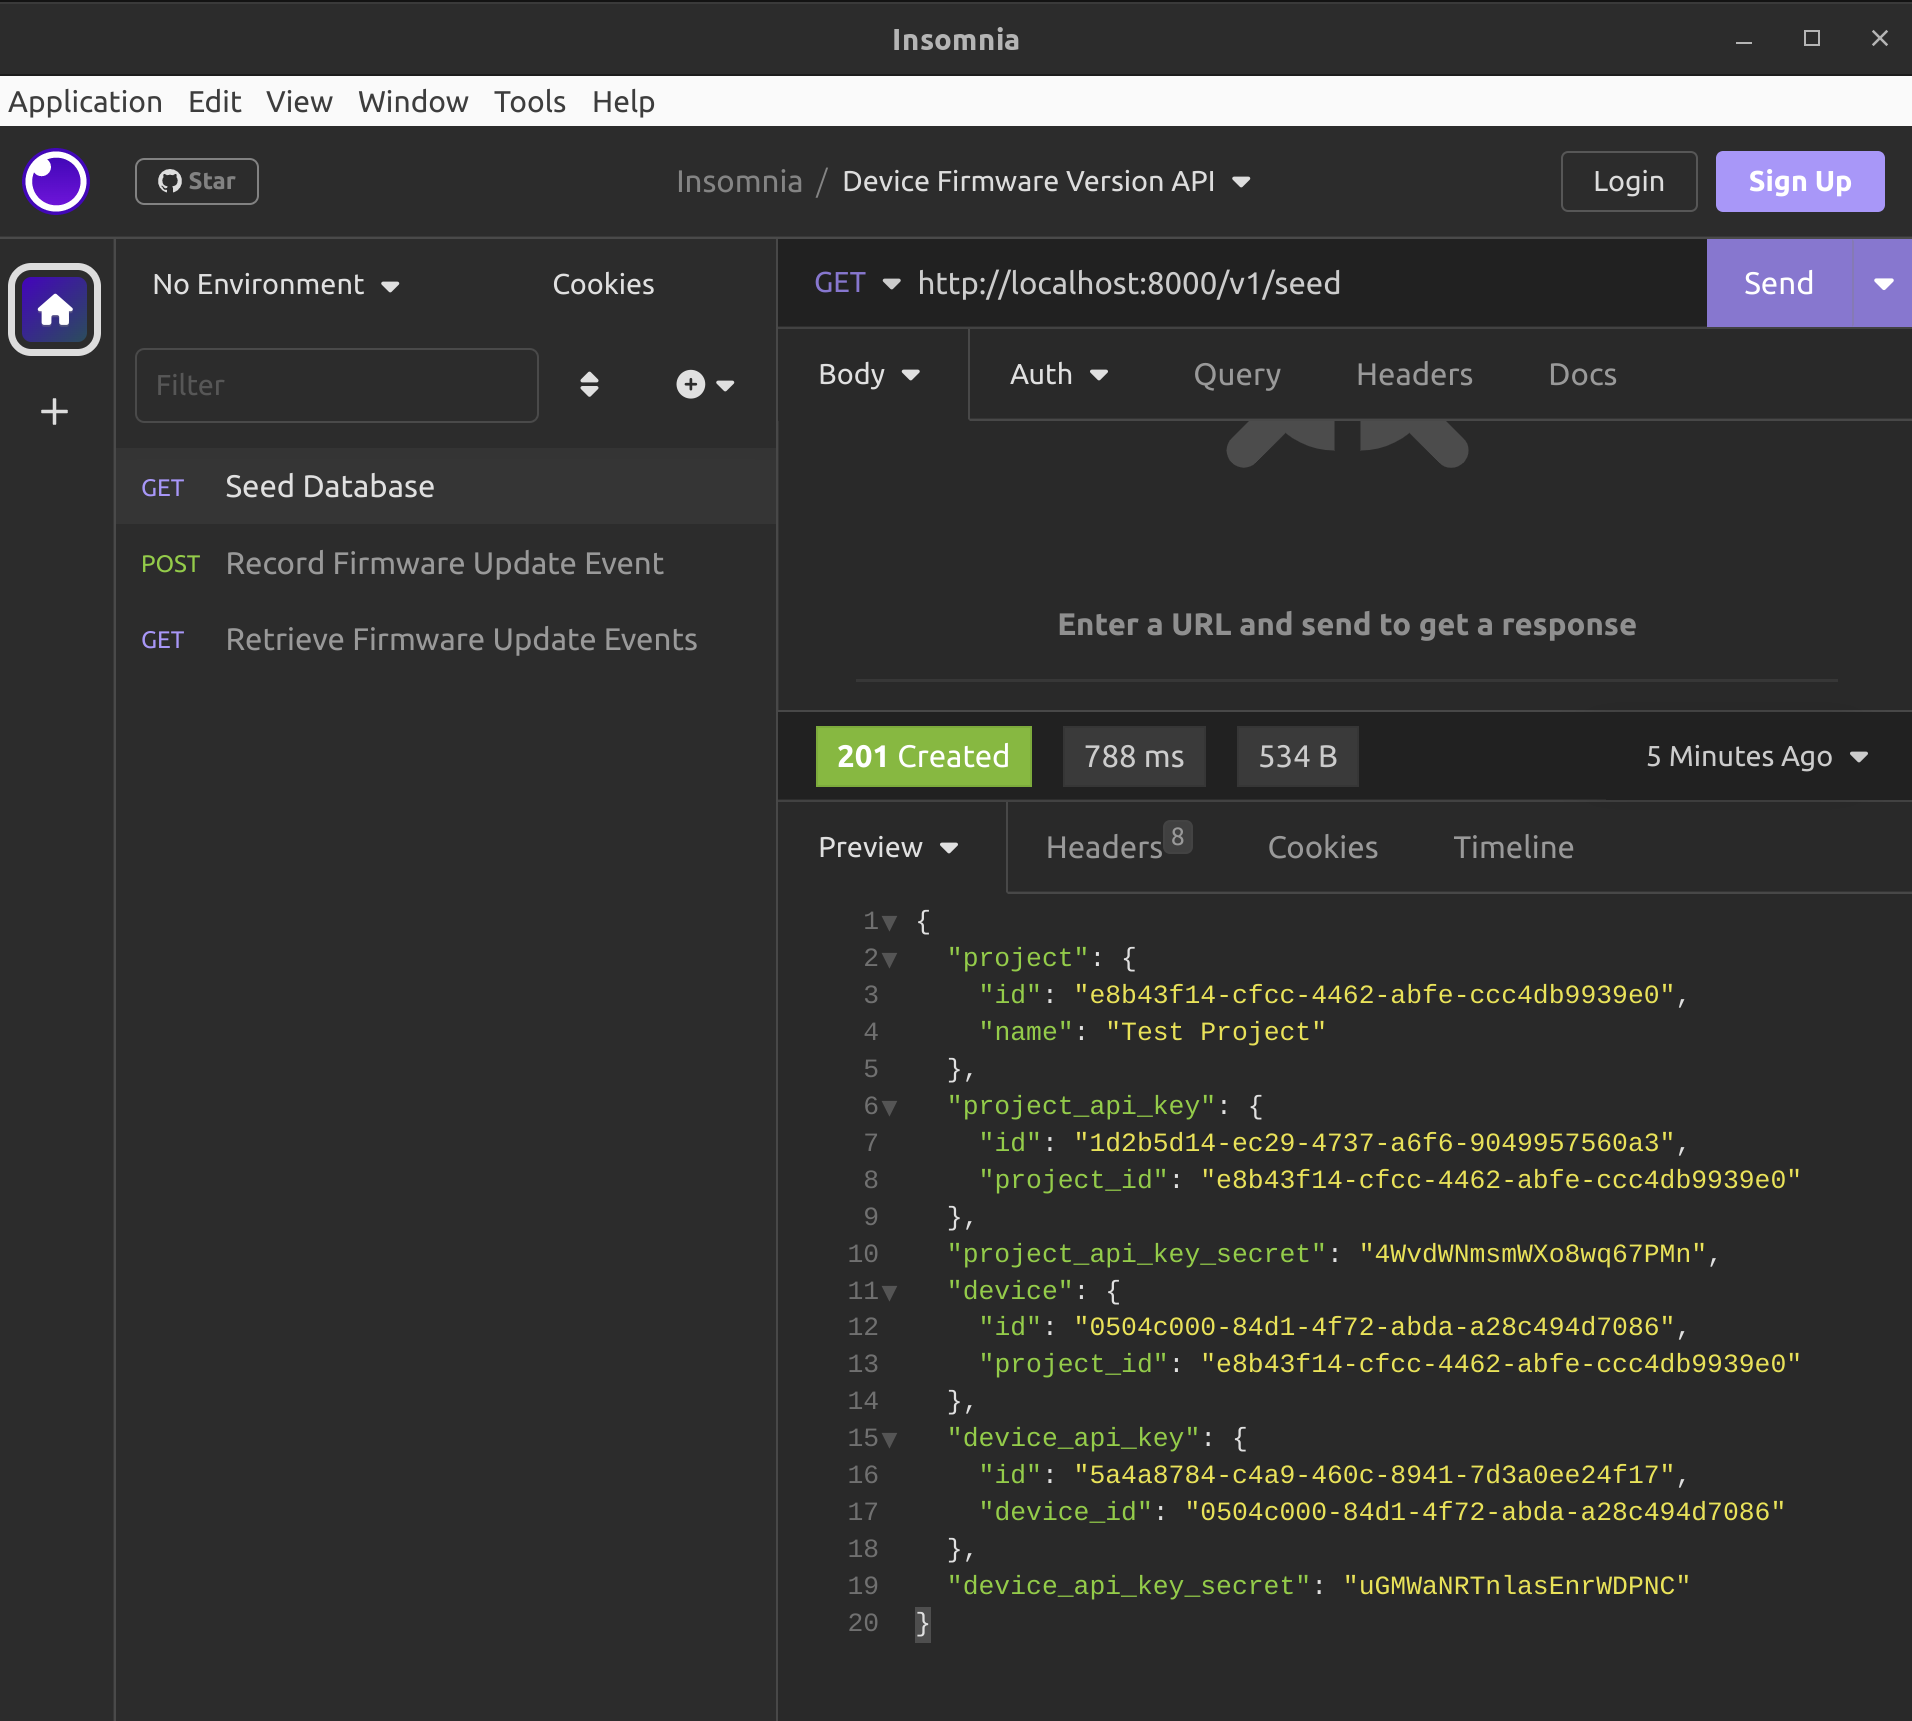 Insomnia
Application Edit View Window Tools Help
Star
Insomnia / Device Firmware Version API
Login
Sign Up
No Environment
Cookies
Filter
GET Seed Database
POST Record Firmware Update Event
GET Retrieve Firmware Update Events
GET http://localhost:8000/v1/seed
Send
Body Auth Query Headers Docs
Enter a URL and send to get a response
201 Created 788 ms 534 B 5 Minutes Ago
Preview Headers 8 Cookies Timeline
1 {
2 "project": {
3 "id": "e8b43f14-cfcc-4462-abfe-ccc4db9939e0",
4 "name": "Test Project"
5 },
6 "project_api_key": {
7 "id": "1d2b5d14-ec29-4737-a6f6-9049957560a3",
8 "project_id": "e8b43f14-cfcc-4462-abfe-ccc4db9939e0"
9 },
10 "project_api_key_secret": "4WvdWNmsmWXo8wq67PMn",
11 "device": {
12 "id": "0504c000-84d1-4f72-abda-a28c494d7086",
13 "project_id": "e8b43f14-cfcc-4462-abfe-ccc4db9939e0"
14 },
15 "device_api_key": {
16 "id": "5a4a8784-c4a9-460c-8941-7d3a0ee24f17",
17 "device_id": "0504c000-84d1-4f72-abda-a28c494d7086"
18 },
19 "device_api_key_secret": "uGMWaNRTnlasEnrWDPNC"
20 }